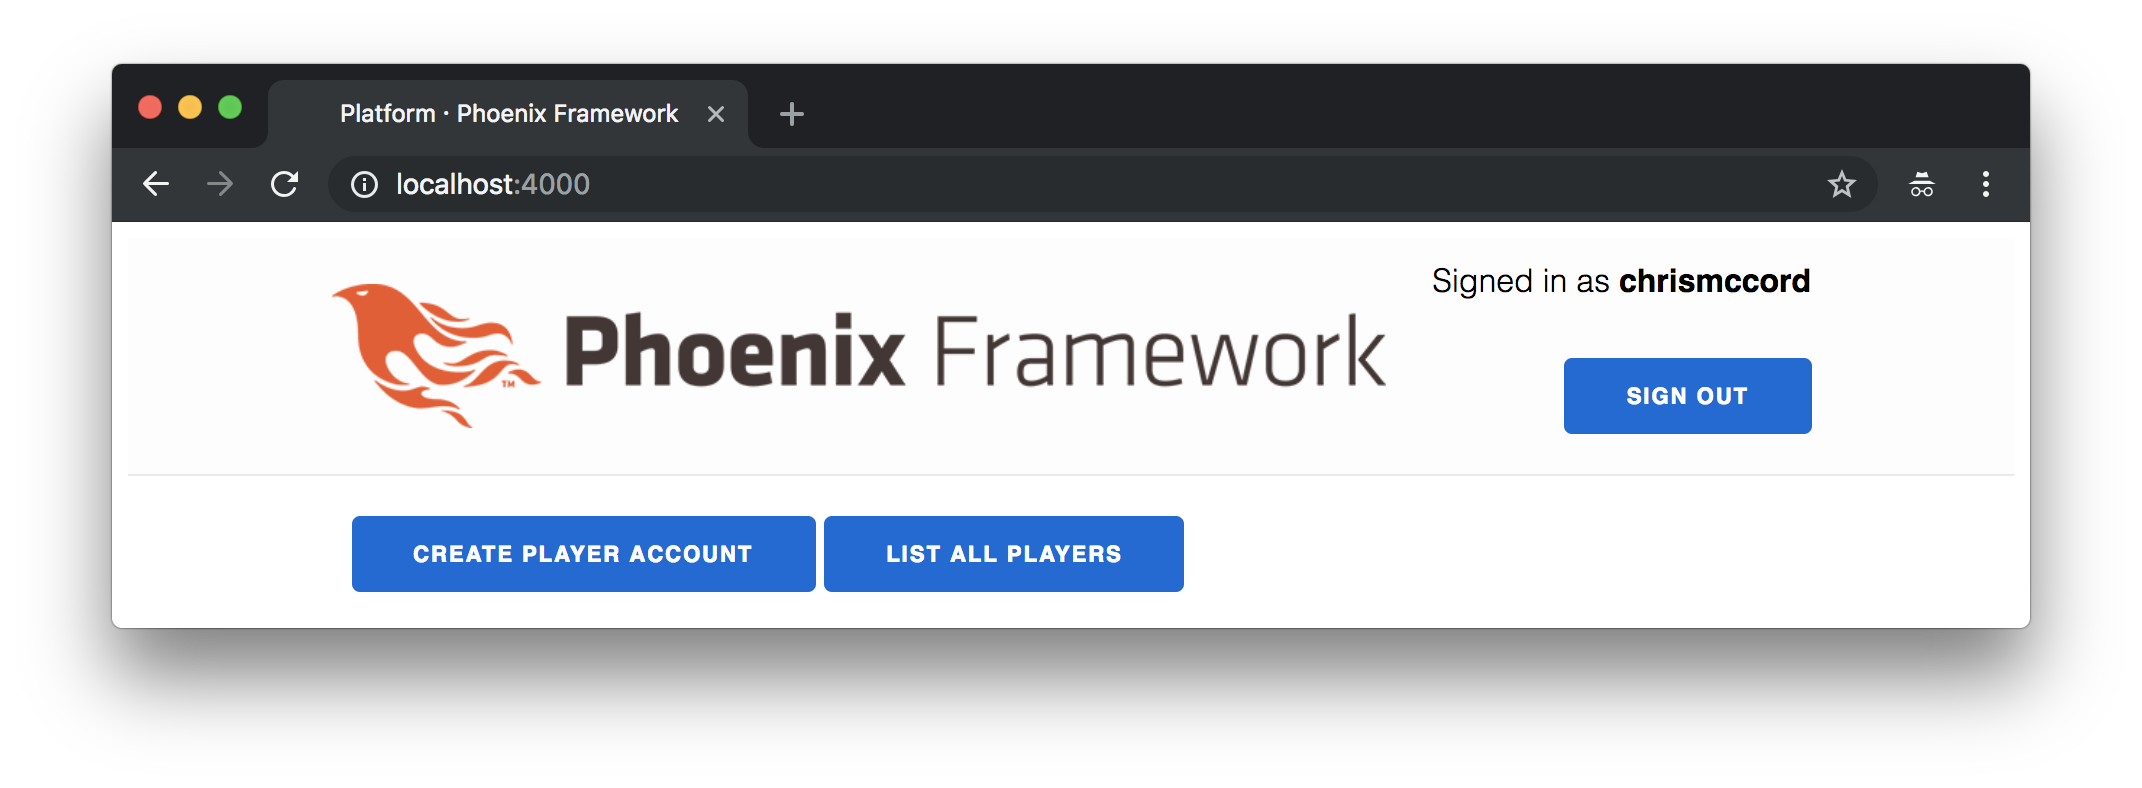 Platform · Phoenix Framework
localhost:4000
Signed in as chrismccord
Phoenix Framework
TM
SIGN OUT
CREATE PLAYER ACCOUNT
LIST ALL PLAYERS